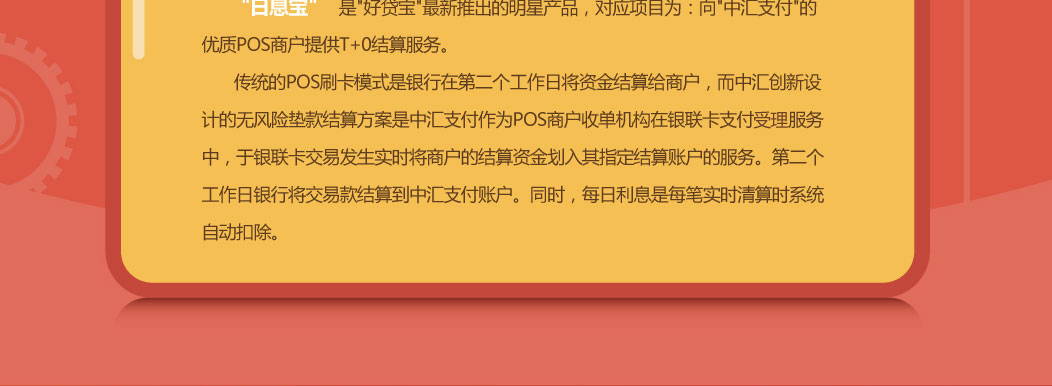 "日息宝" 是"好贷宝"最新推出的明星产品，对应项目为：向"中汇支付"的
优质POS商户提供T+0结算服务。
传统的POS刷卡模式是银行在第二个工作日将资金结算给商户，而中汇创新设
计的无风险垫款结算方案是中汇支付作为POS商户收单机构在银联卡支付受理服务
中，于银联卡交易发生实时将商户的结算资金划入其指定结算账户的服务。第二个
工作日银行将交易款结算到中汇支付账户。同时，每日利息是每笔实时清算时系统
自动扣除。